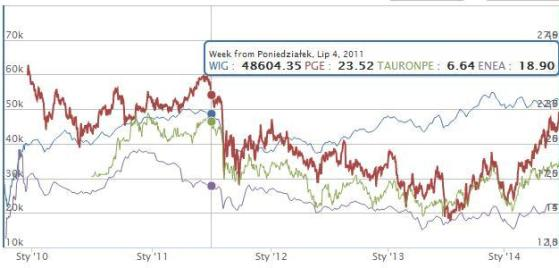 70k
Week from Poniedziałek, Lip 4, 2011
WIG : 48604.35 PGE : 23.52 TAURONPE : 6.64 ENEA : 18.90
60k
50k
40k
30k
20k
10k
Sty '10 Sty '11 Sty '12 Sty '13 Sty '14